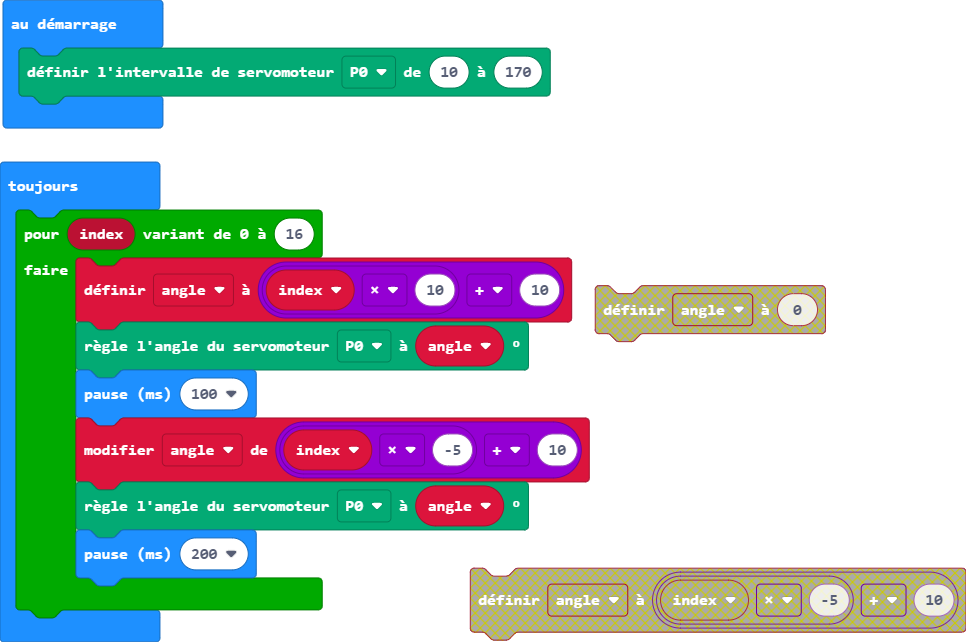 au démarrage
définir l'intervalle de servomoteur P0 de 10 à 170
toujours
pour index variant de 0 à 16
faire
définir angle à index × 10 + 10
règle l'angle du servomoteur P0 à angle º
pause (ms) 100
modifier angle de index × -5 + 10
règle l'angle du servomoteur P0 à angle º
pause (ms) 200
définir angle à 0
définir angle à index × -5 + 10